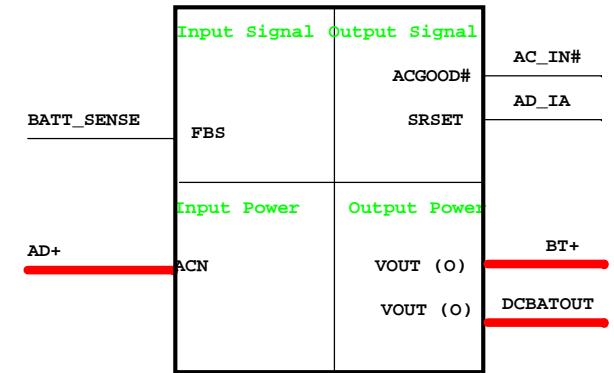 Input Signal Output Signal
AC_IN#
ACGOOD#
AD_IA
BATT_SENSE
SRSET
FBS
Input Power Output Power
AD+
BT+
ACN
VOUT (O)
DCBATOUT
VOUT (O)